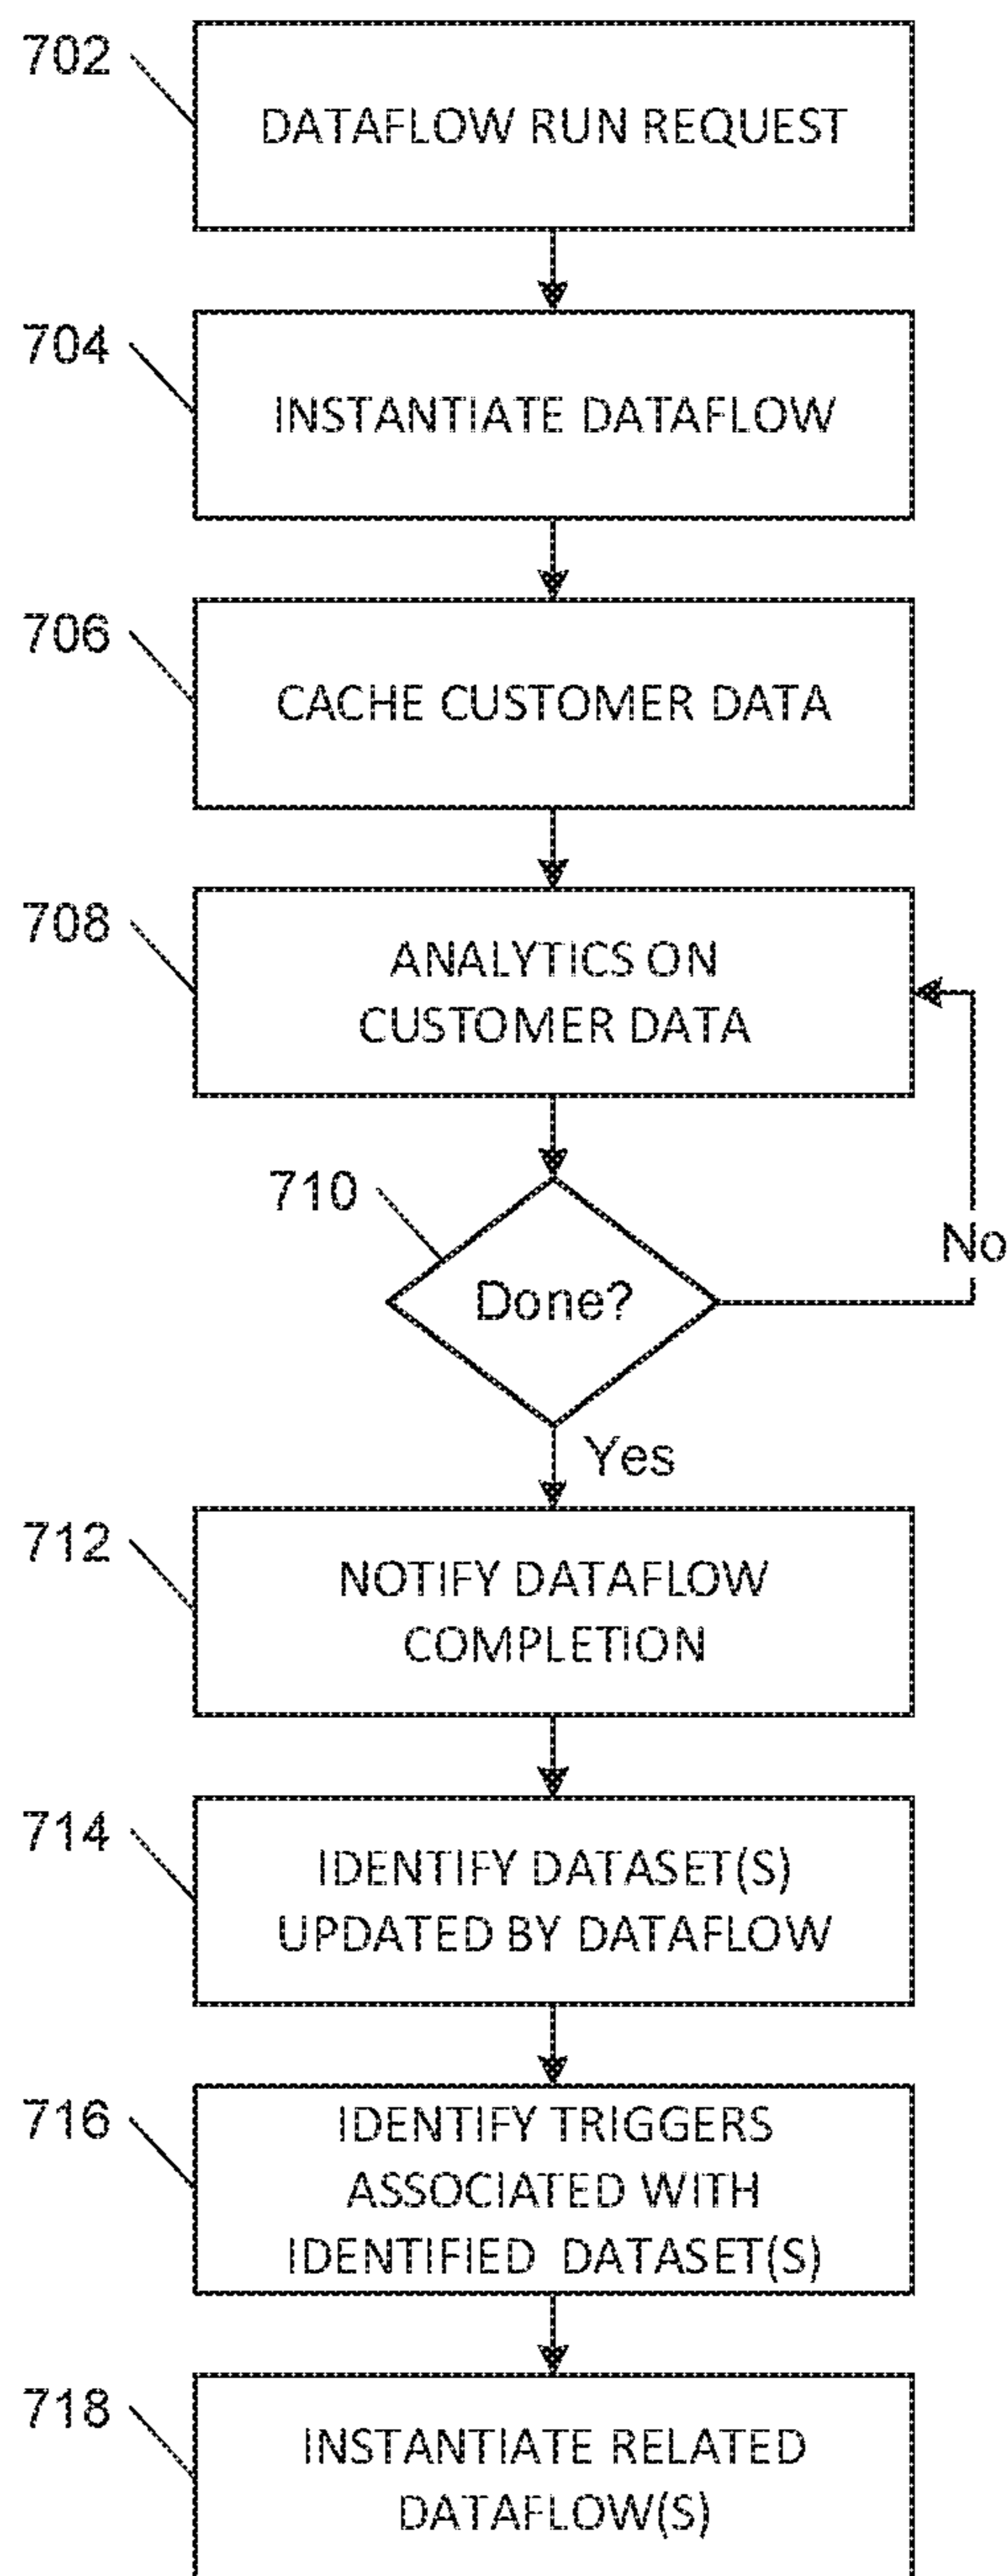 702
DATAFLOW RUN REQUEST
704
INSTANTIATE DATAFLOW
706
CACHE CUSTOMER DATA
708
ANALYTICS ON
CUSTOMER DATA
710
Done?
No
Yes
712
NOTIFY DATAFLOW
COMPLETION
714
IDENTIFY DATASET(S)
UPDATED BY DATAFLOW
716
IDENTIFY TRIGGERS
ASSOCIATED WITH
IDENTIFIED DATASET(S)
718
INSTANTIATE RELATED
DATAFLOW(S)